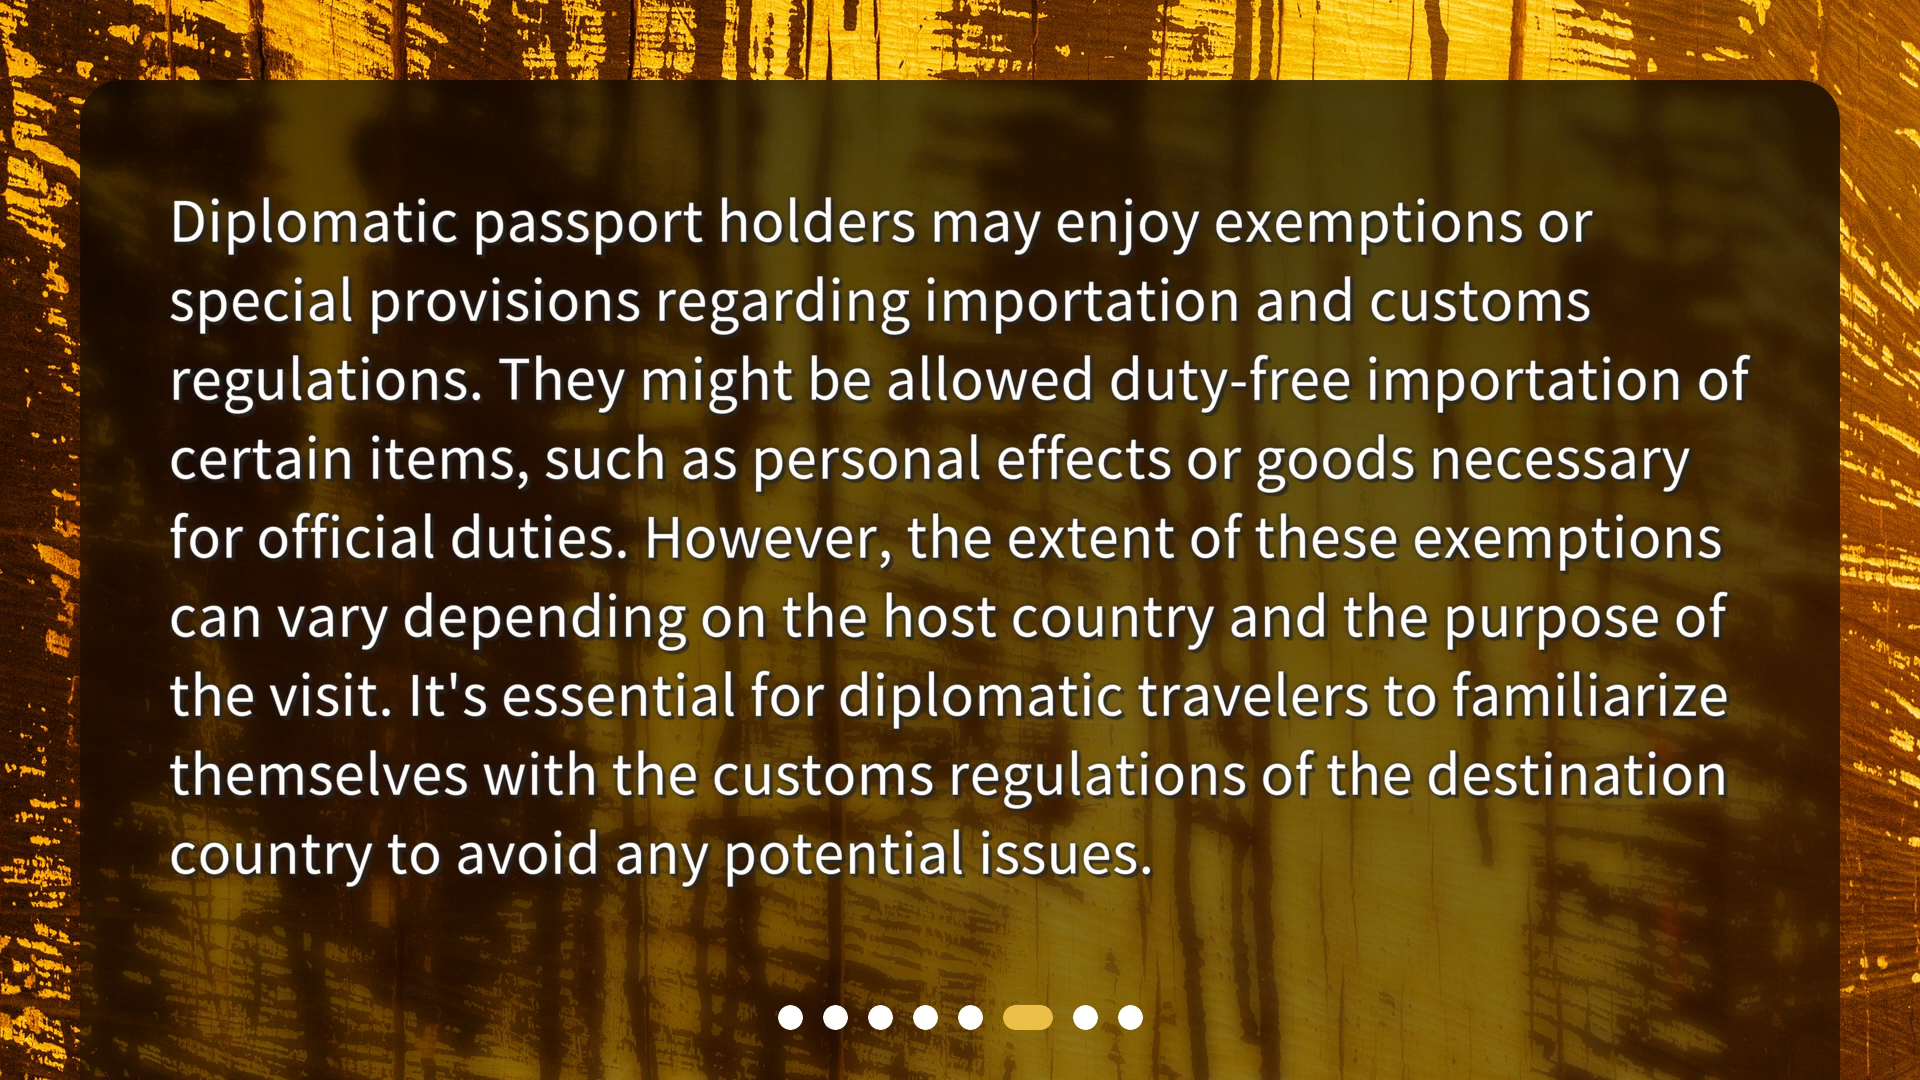 Diplomatic passport holders may enjoy exemptions or
special provisions regarding importation and customs
regulations. They might be allowed duty-free importation of
certain items, such as personal effects or goods necessary
for official duties. However, the extent of these exemptions
can vary depending on the host country and the purpose of
the visit. It's essential for diplomatic travelers to familiarize
themselves with the customs regulations of the destination
country to avoid any potential issues.